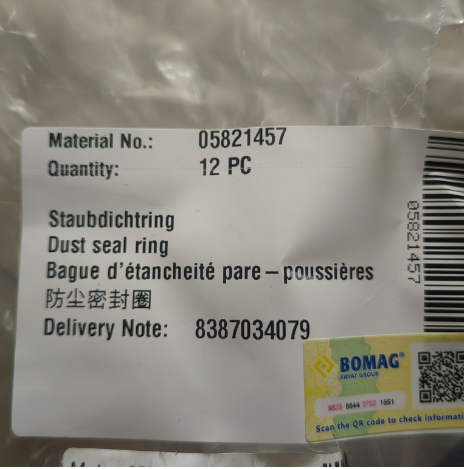 Material No.: 05821457
Quantity: 12 PC
Staubdichtring
Dust seal ring
Bague d'étancheité pare – poussières
防尘密封圈
Delivery Note: 8387034079
05821457
BOMAG®
FAYAT GROUP
Scan the QR code to check